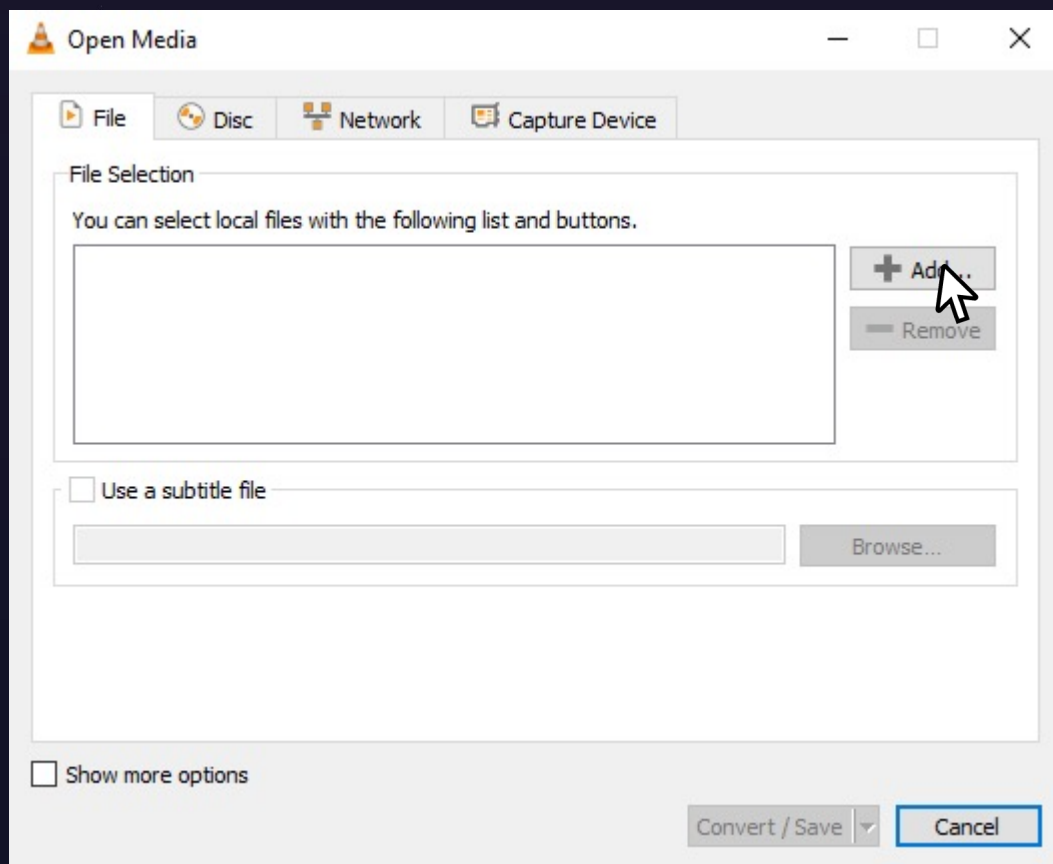 Open Media
File Disc Network Capture Device
File Selection
You can select local files with the following list and buttons.
Add...
Remove
Use a subtitle file
Browse...
Show more options
Convert / Save Cancel